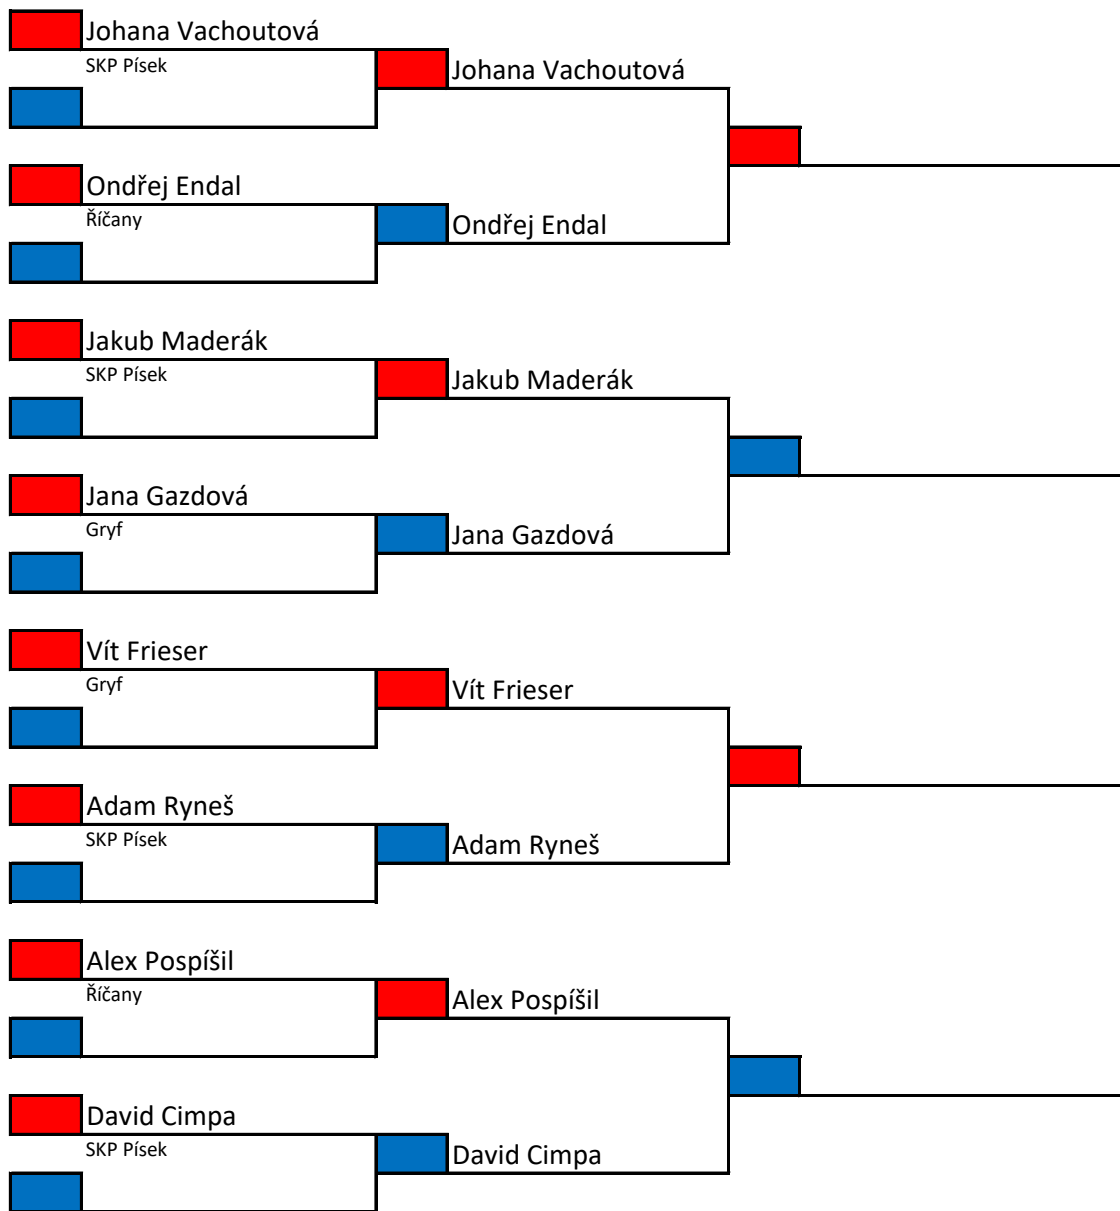 Johana Vachoutová
SKP Písek
Johana Vachoutová
Ondřej Endal
Říčany
Ondřej Endal
Jakub Maderák
SKP Písek
Jakub Maderák
Jana Gazdová
Gryf
Jana Gazdová
Vít Frieser
Gryf
Vít Frieser
Adam Ryneš
SKP Písek
Adam Ryneš
Alex Pospíšil
Říčany
Alex Pospíšil
David Cimpa
SKP Písek
David Cimpa